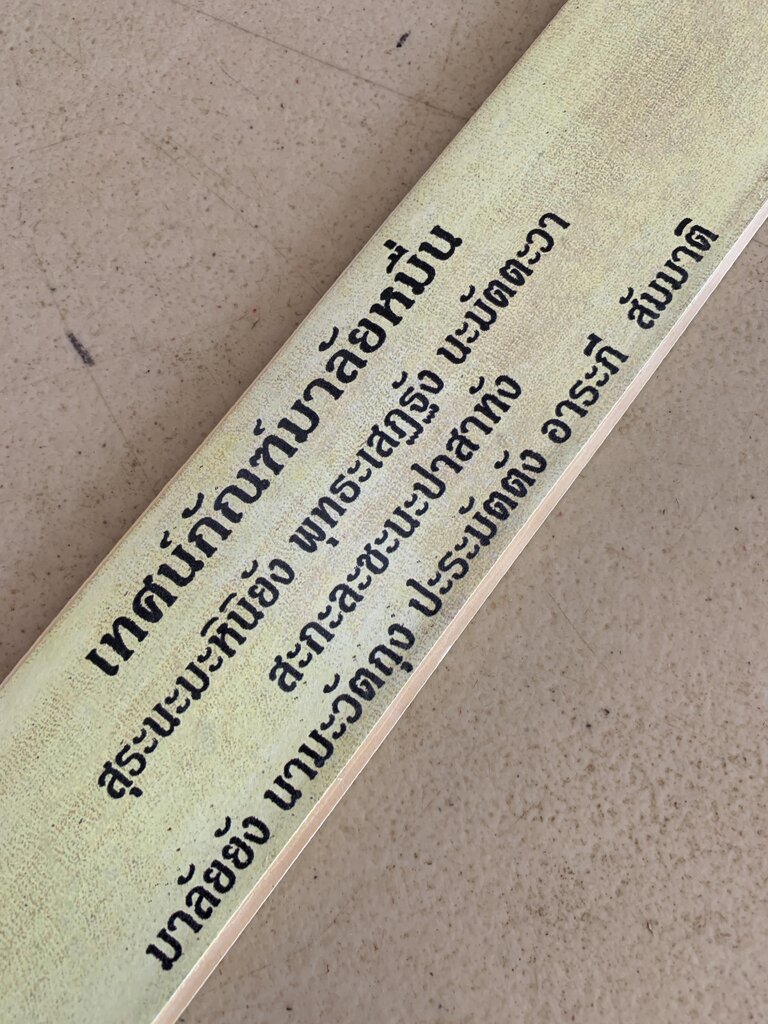 เทศน์กัณฑ์มาลัยหมื่น
สุระนะมะหินิยัง พุทธะเสฏฐัง นะมัตตะวา
สะกะละชะนะปาสาทัง
มาลัยยัง นามะวัตถุง ปะระมัตตัง อาระภี สัมมาติ